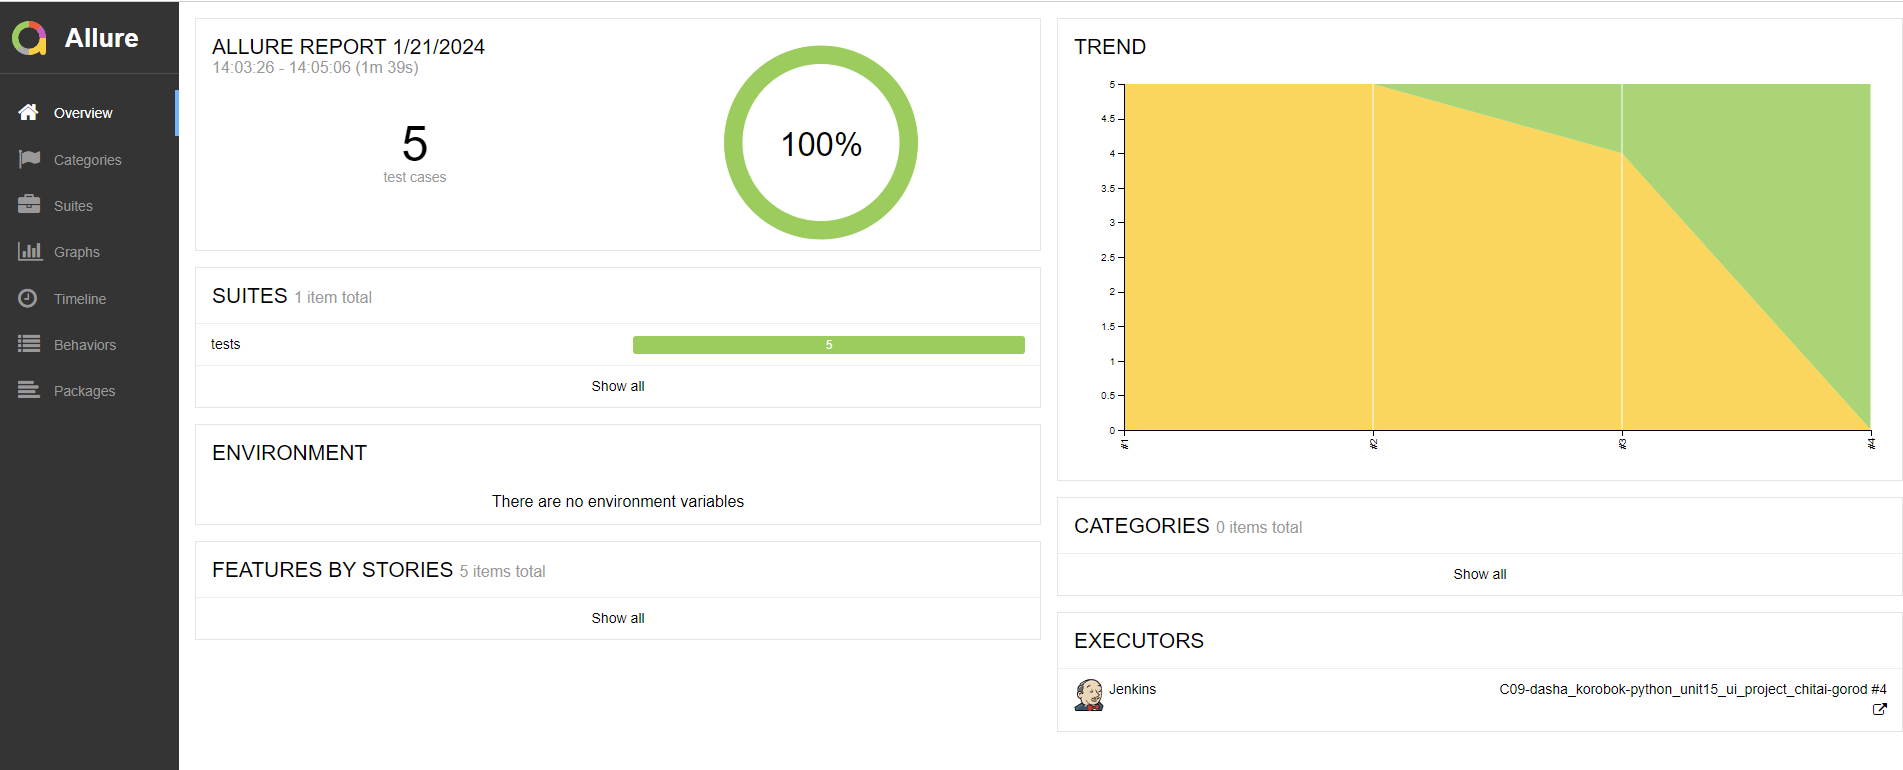 Allure
Overview
Categories
Suites
Graphs
Timeline
Behaviors
Packages
ALLURE REPORT 1/21/2024
14:03:26 - 14:05:06 (1m 39s)
5
test cases
100%
SUITES 1 item total
tests 5
Show all
ENVIRONMENT
There are no environment variables
FEATURES BY STORIES 5 items total
Show all
TREND
5
4.5
4
3.5
3
2.5
2
1.5
1
0.5
0
#1 #2 #3 #4
CATEGORIES 0 items total
Show all
EXECUTORS
Jenkins C09-dasha_korobok-python_unit15_ui_project_chitai-gorod #4